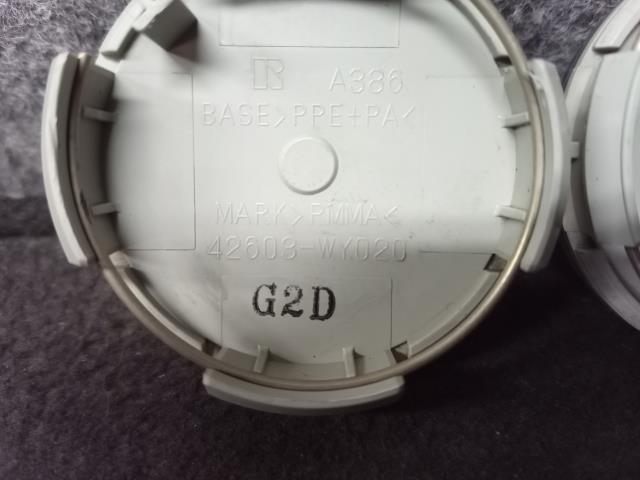 R A386
BASE>PPE+PA<
MARK>PMMA<
42603-WY020
G2D